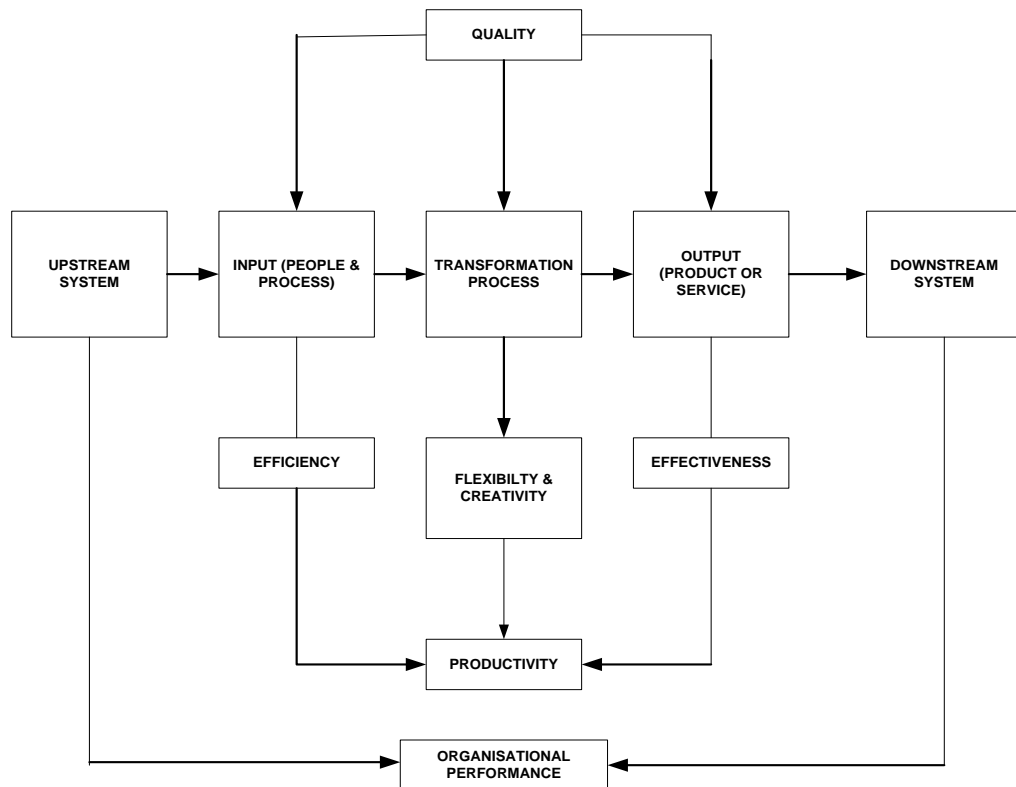 QUALITY
UPSTREAM
SYSTEM
INPUT (PEOPLE &
PROCESS)
TRANSFORMATION
PROCESS
OUTPUT
(PRODUCT OR
SERVICE)
DOWNSTREAM
SYSTEM
EFFICIENCY
FLEXIBILTY &
CREATIVITY
EFFECTIVENESS
PRODUCTIVITY
ORGANISATIONAL
PERFORMANCE